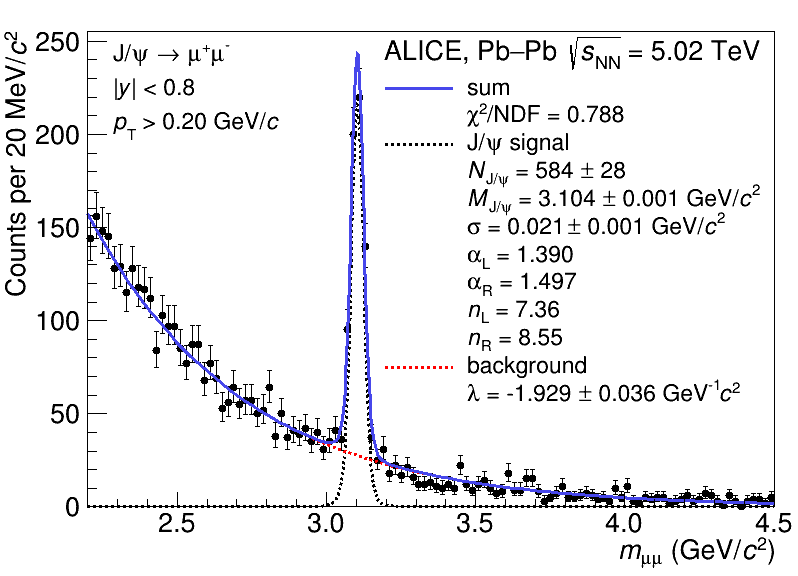 250
200
150
100
50
0
Counts per 20 MeV/c²
J/ψ → μ⁺μ⁻
|y| < 0.8
p_T > 0.20 GeV/c
ALICE, Pb–Pb √s_NN = 5.02 TeV
sum
χ²/NDF = 0.788
J/ψ signal
N_J/ψ = 584 ± 28
M_J/ψ = 3.104 ± 0.001 GeV/c²
σ = 0.021 ± 0.001 GeV/c²
α_L = 1.390
α_R = 1.497
n_L = 7.36
n_R = 8.55
background
λ = -1.929 ± 0.036 GeV⁻¹c²
2.5 3.0 3.5 4.0 4.5
m_μμ (GeV/c²)